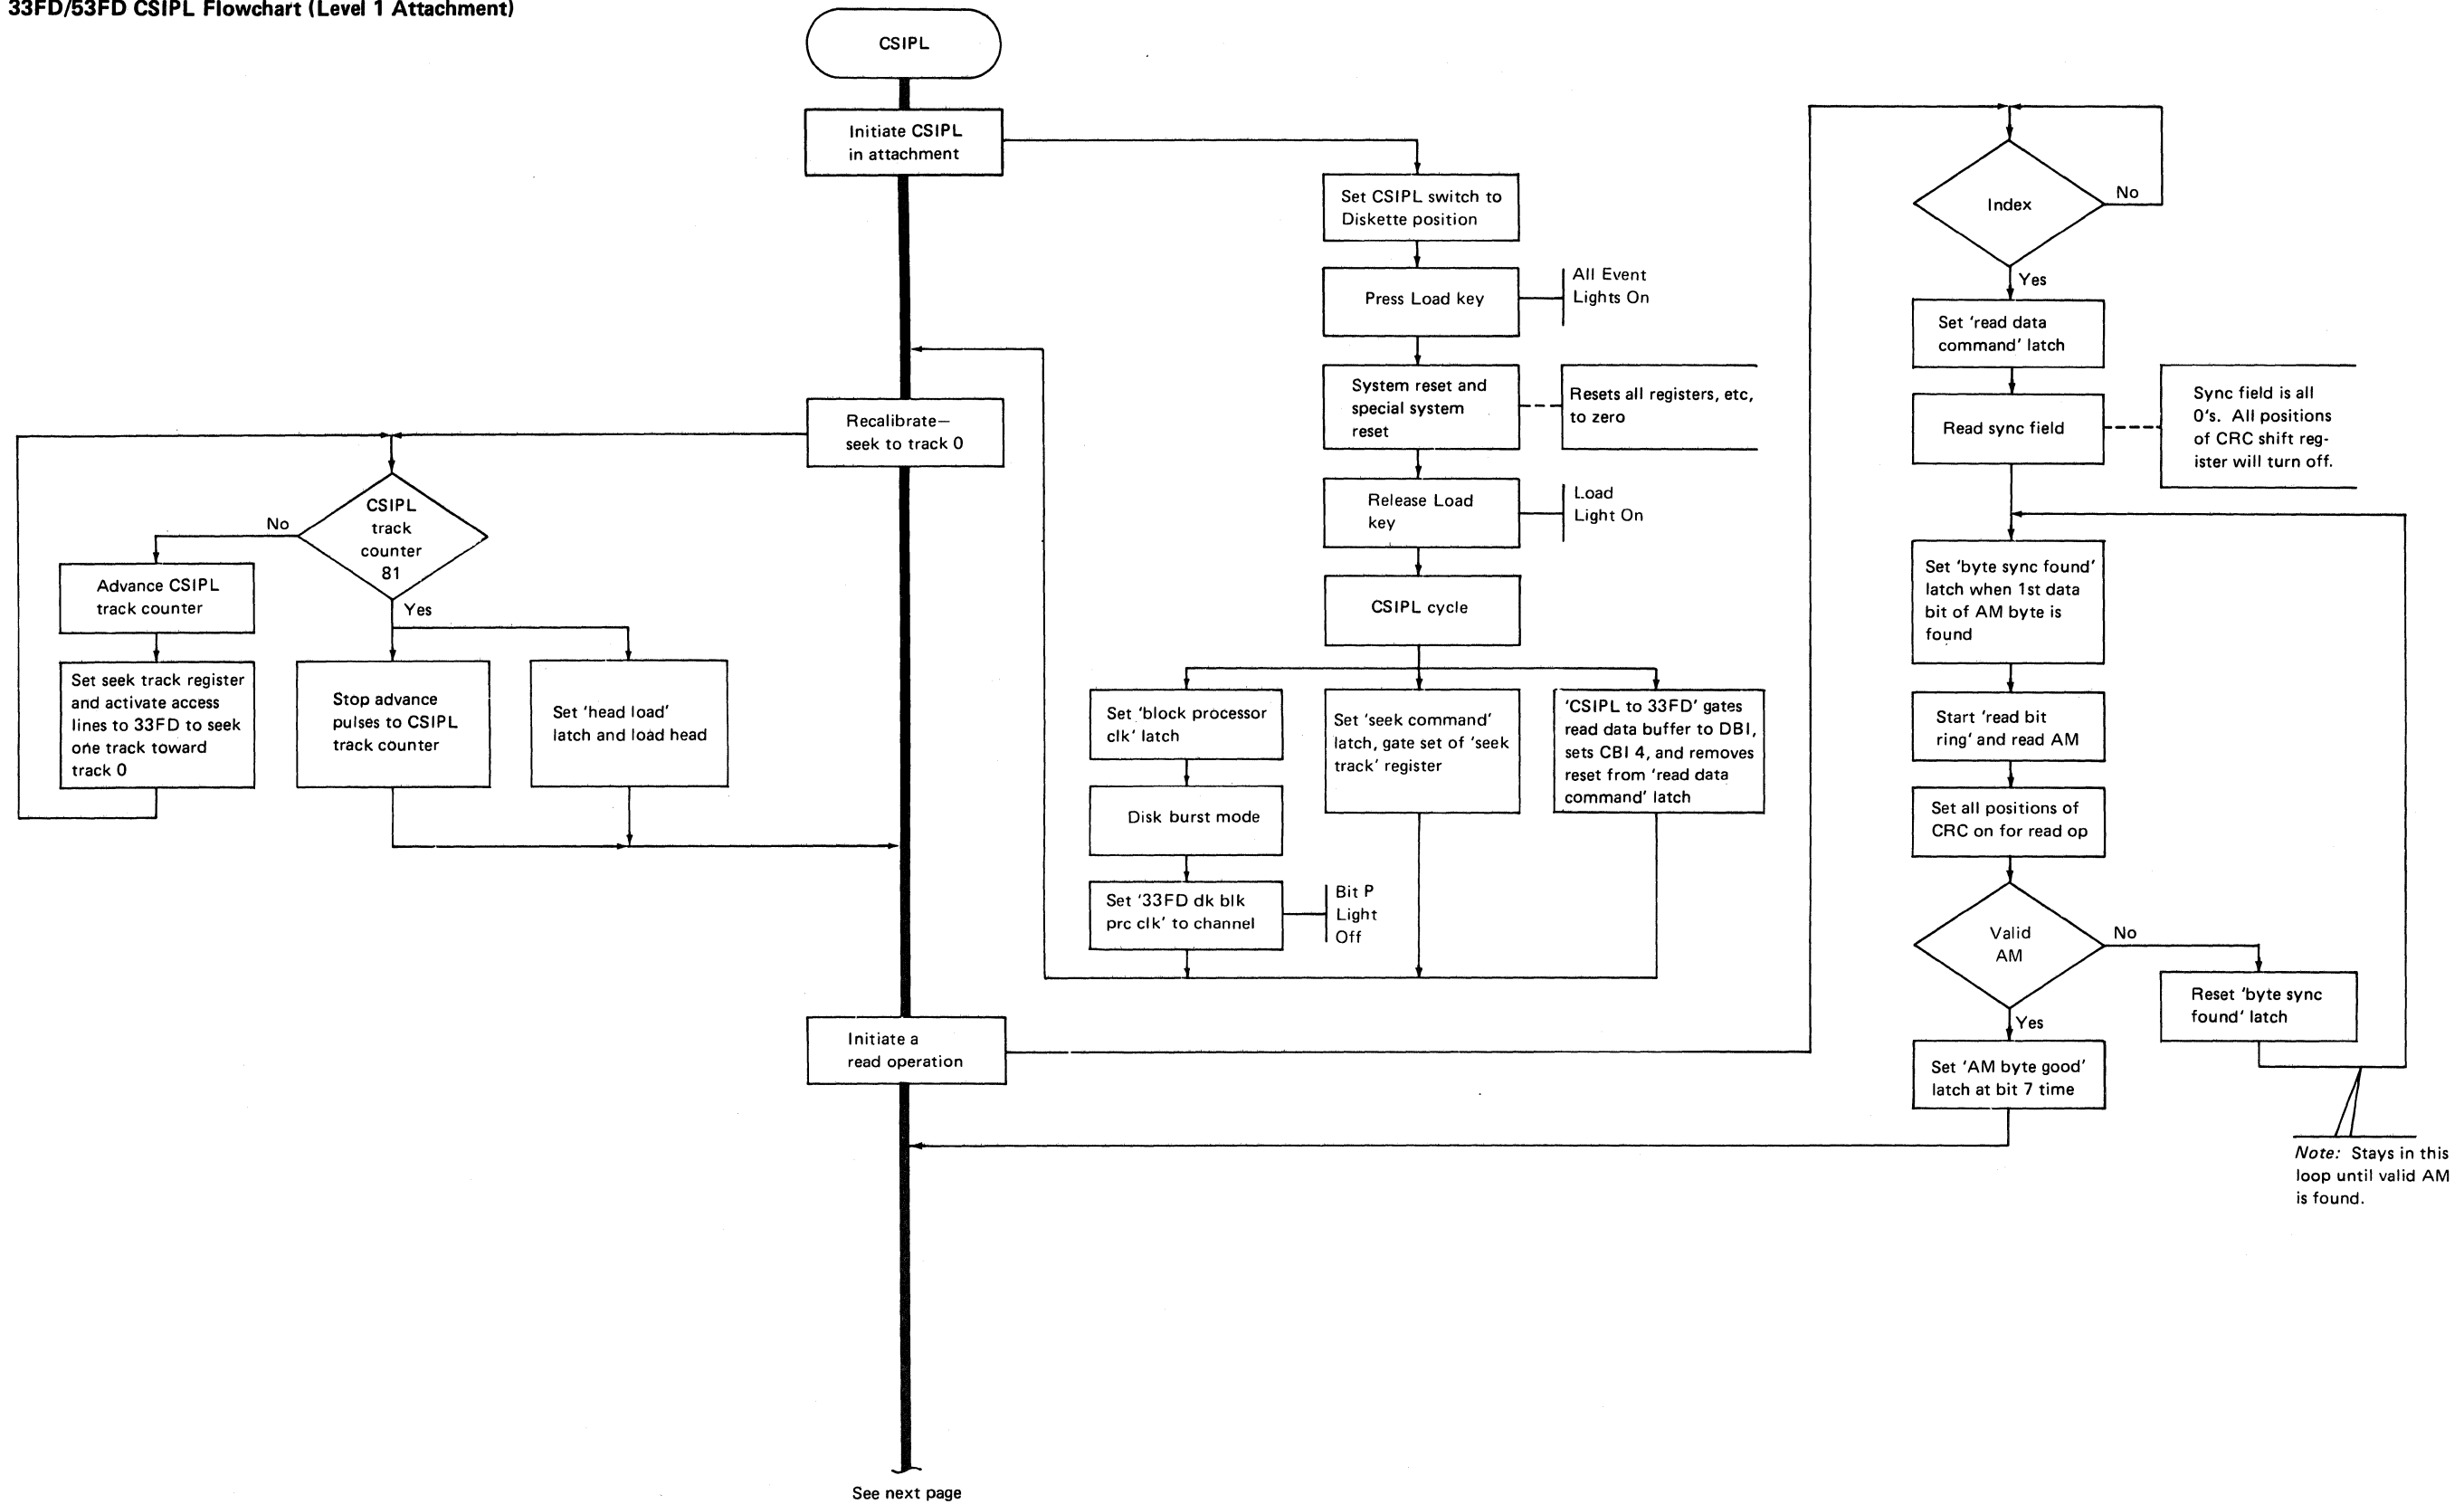 33FD/53FD CSIPL Flowchart (Level 1 Attachment)
CSIPL
Initiate CSIPL
in attachment
Recalibrate—
seek to track 0
CSIPL
track
counter
81
No
Yes
Advance CSIPL
track counter
Set seek track register
and activate access
lines to 33FD to seek
one track toward
track 0
Stop advance
pulses to CSIPL
track counter
Set 'head load'
latch and load head
Initiate a
read operation
See next page
Set CSIPL switch to
Diskette position
Press Load key
All Event
Lights On
System reset and
special system
reset
Resets all registers, etc,
to zero
Release Load
key
Load
Light On
CSIPL cycle
Set 'block processor
clk' latch
Disk burst mode
Set '33FD dk blk
prc clk' to channel
Bit P
Light
Off
Set 'seek command'
latch, gate set of 'seek
track' register
'CSIPL to 33FD' gates
read data buffer to DBI,
sets CBI 4, and removes
reset from 'read data
command' latch
Index
No
Yes
Set 'read data
command' latch
Read sync field
Sync field is all
0's. All positions
of CRC shift reg-
ister will turn off.
Set 'byte sync found'
latch when 1st data
bit of AM byte is
found
Start 'read bit
ring' and read AM
Set all positions of
CRC on for read op
Valid
AM
No
Yes
Reset 'byte sync
found' latch
Set 'AM byte good'
latch at bit 7 time
Note: Stays in this
loop until valid AM
is found.